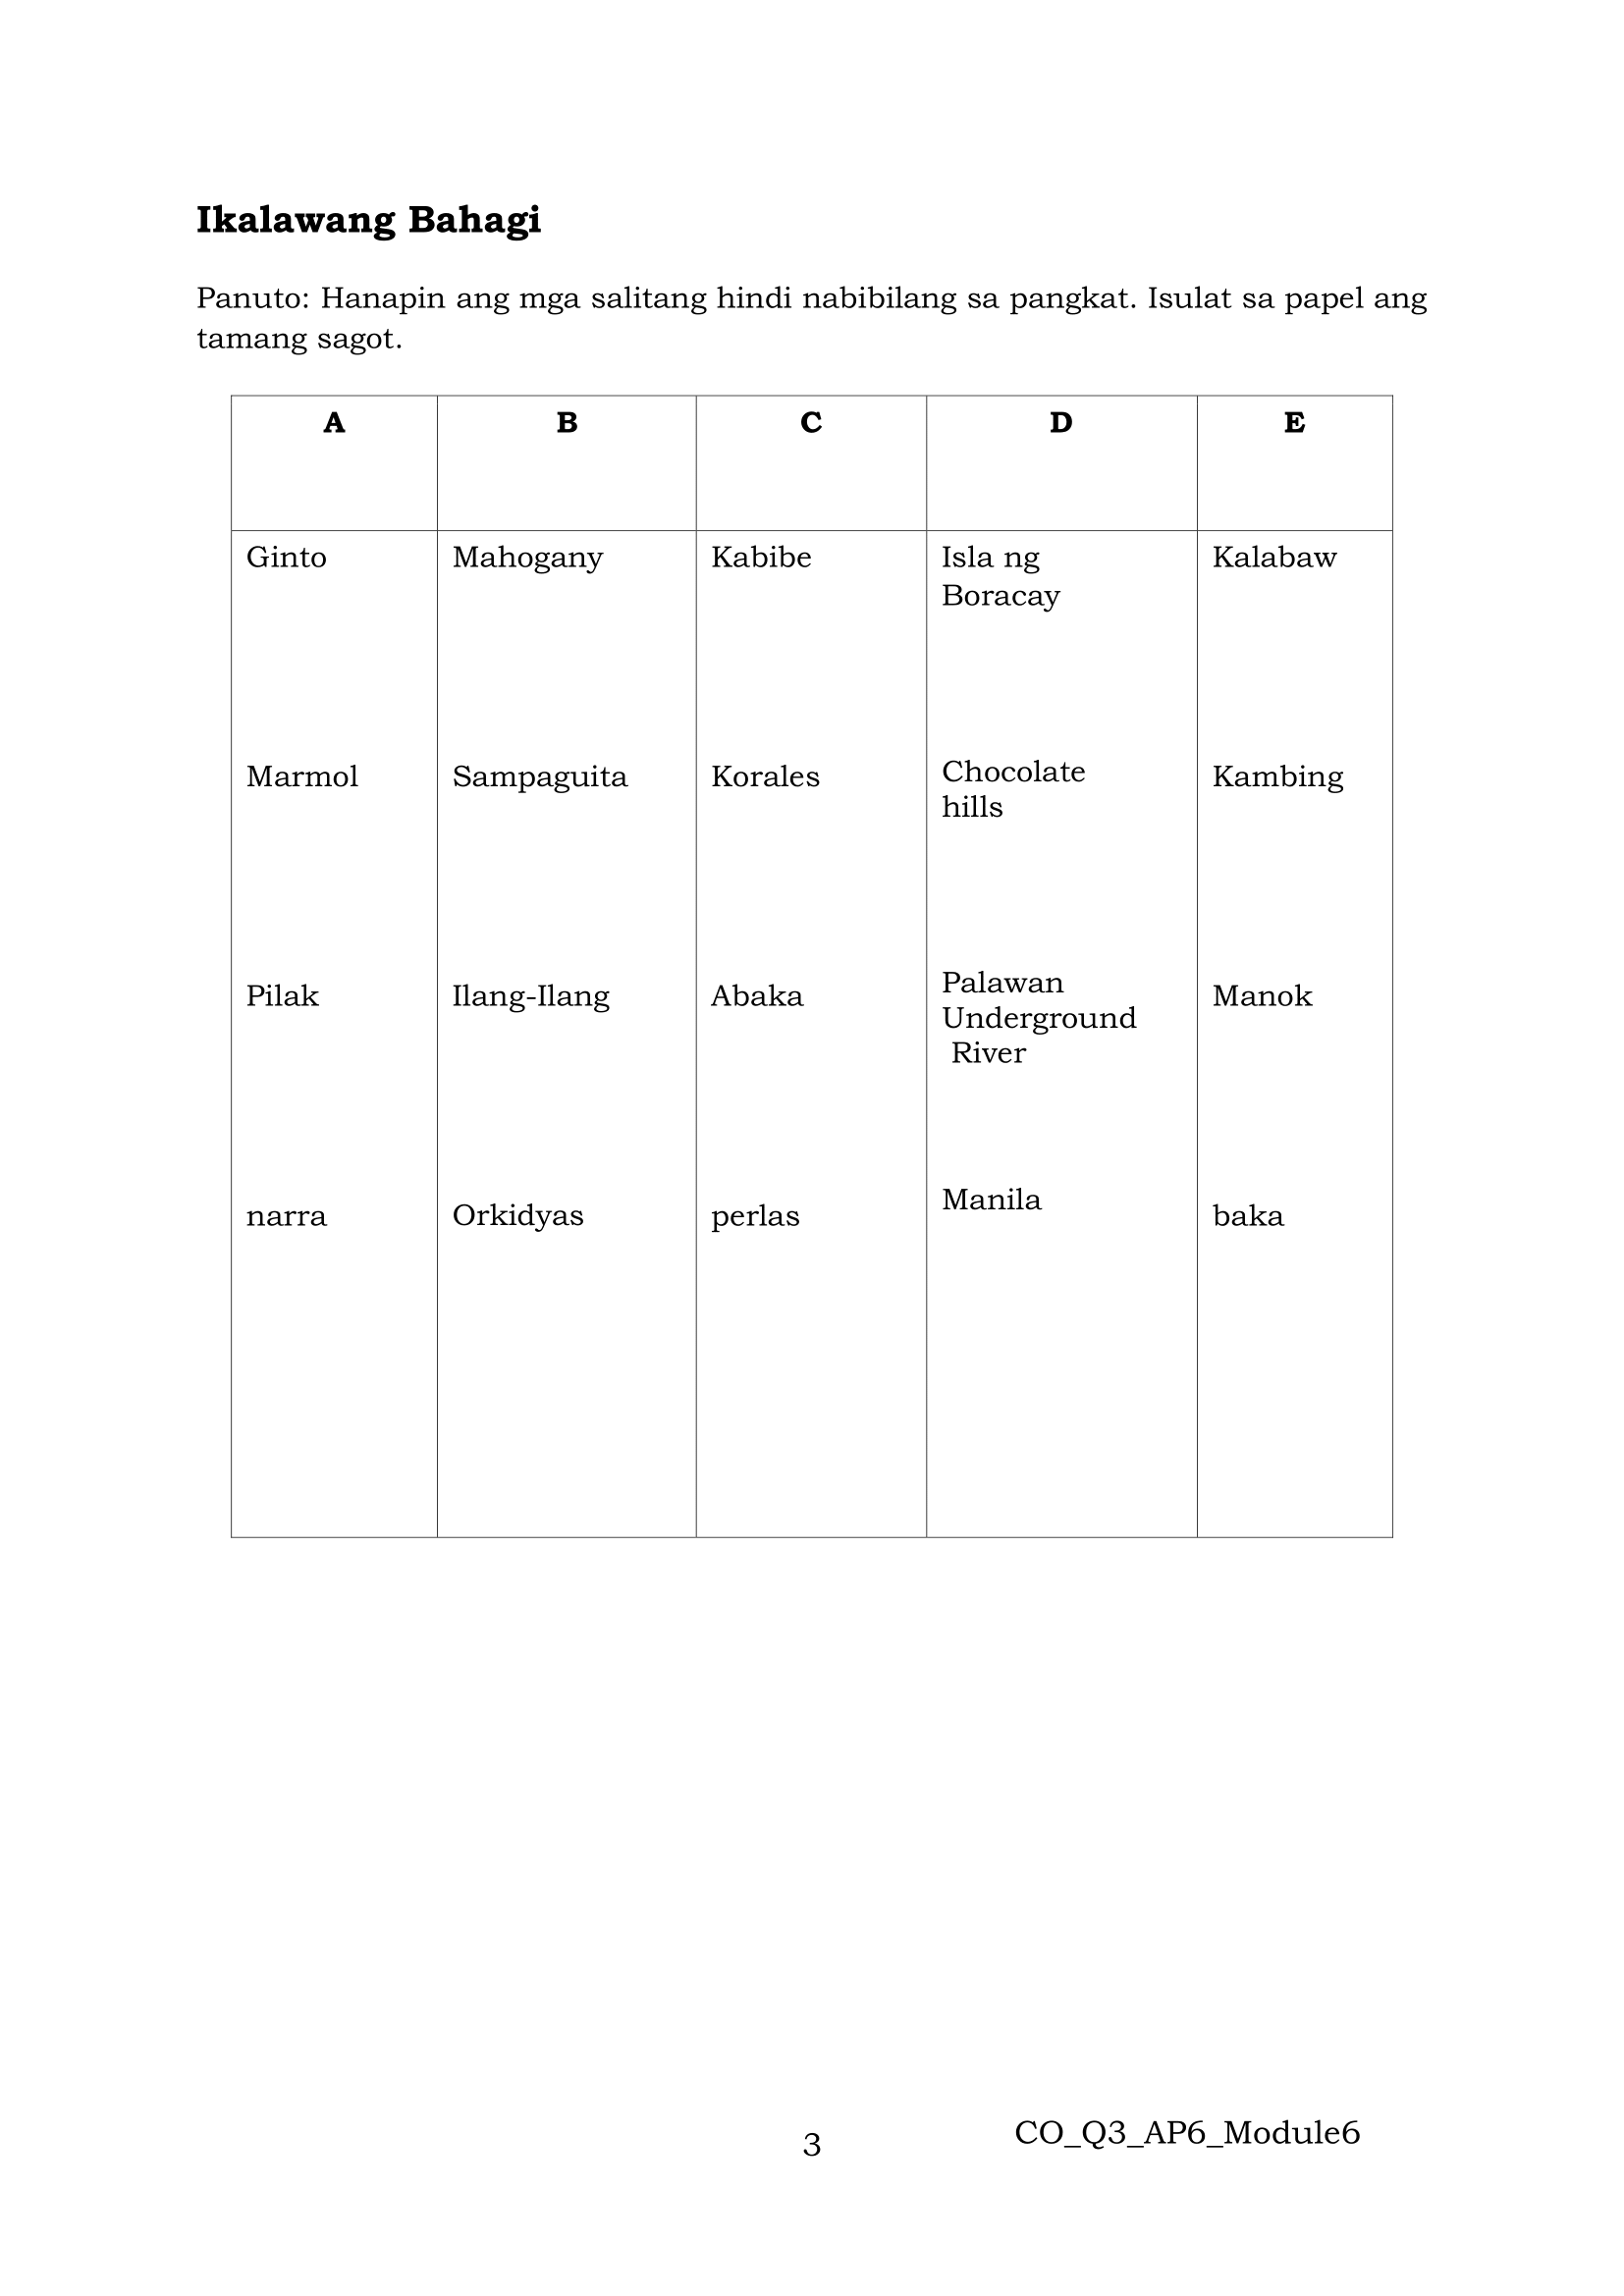 Ikalawang Bahagi
Panuto: Hanapin ang mga salitang hindi nabibilang sa pangkat. Isulat sa papel ang
tamang sagot.
A B C D E
Ginto Mahogany Kabibe Isla ng Kalabaw
Boracay
Marmol Sampaguita Korales Chocolate Kambing
hills
Pilak Ilang-Ilang Abaka Palawan Manok
Underground
River
narra Orkidyas perlas Manila baka
3 CO_Q3_AP6_Module6